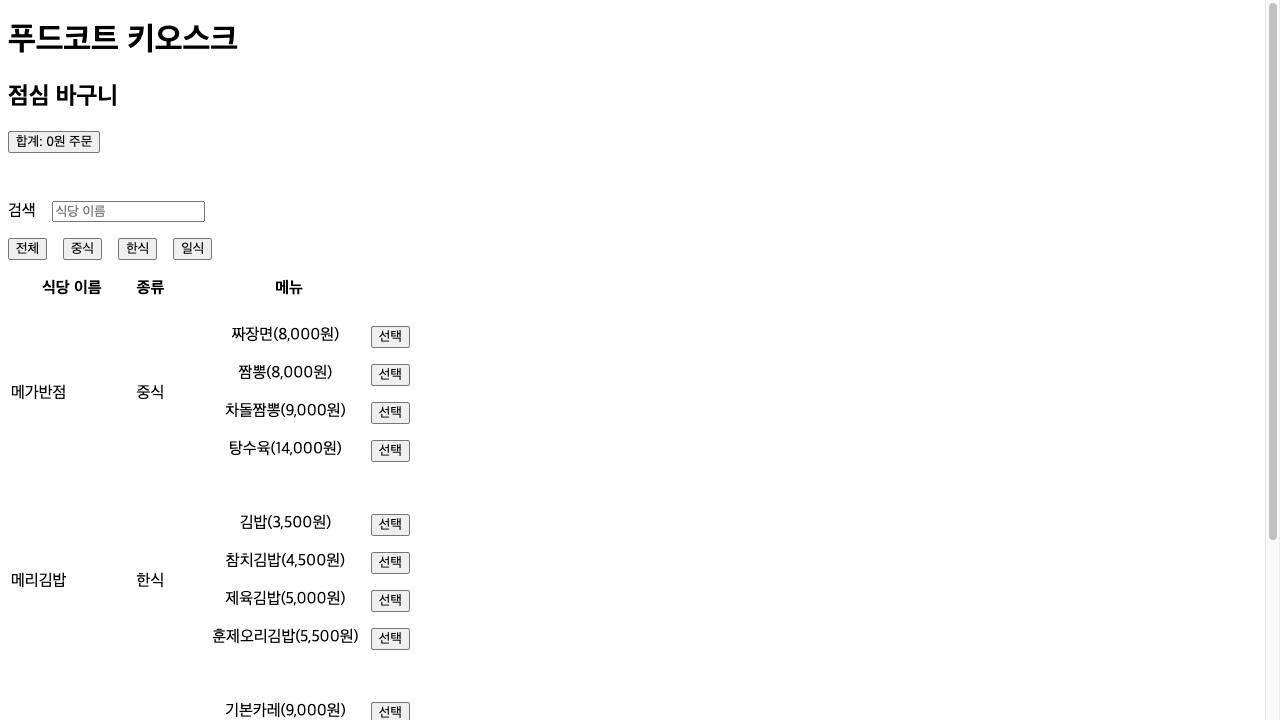 푸드코트 키오스크
점심 바구니
합계: 0원 주문
검색 식당 이름
전체 중식 한식 일식
식당 이름 종류 메뉴
짜장면(8,000원) 선택
짬뽕(8,000원) 선택
메가반점 중식
차돌짬뽕(9,000원) 선택
탕수육(14,000원) 선택
김밥(3,500원) 선택
참치김밥(4,500원) 선택
메리김밥 한식
제육김밥(5,000원) 선택
훈제오리김밥(5,500원) 선택
기본카레(9,000원) 선택